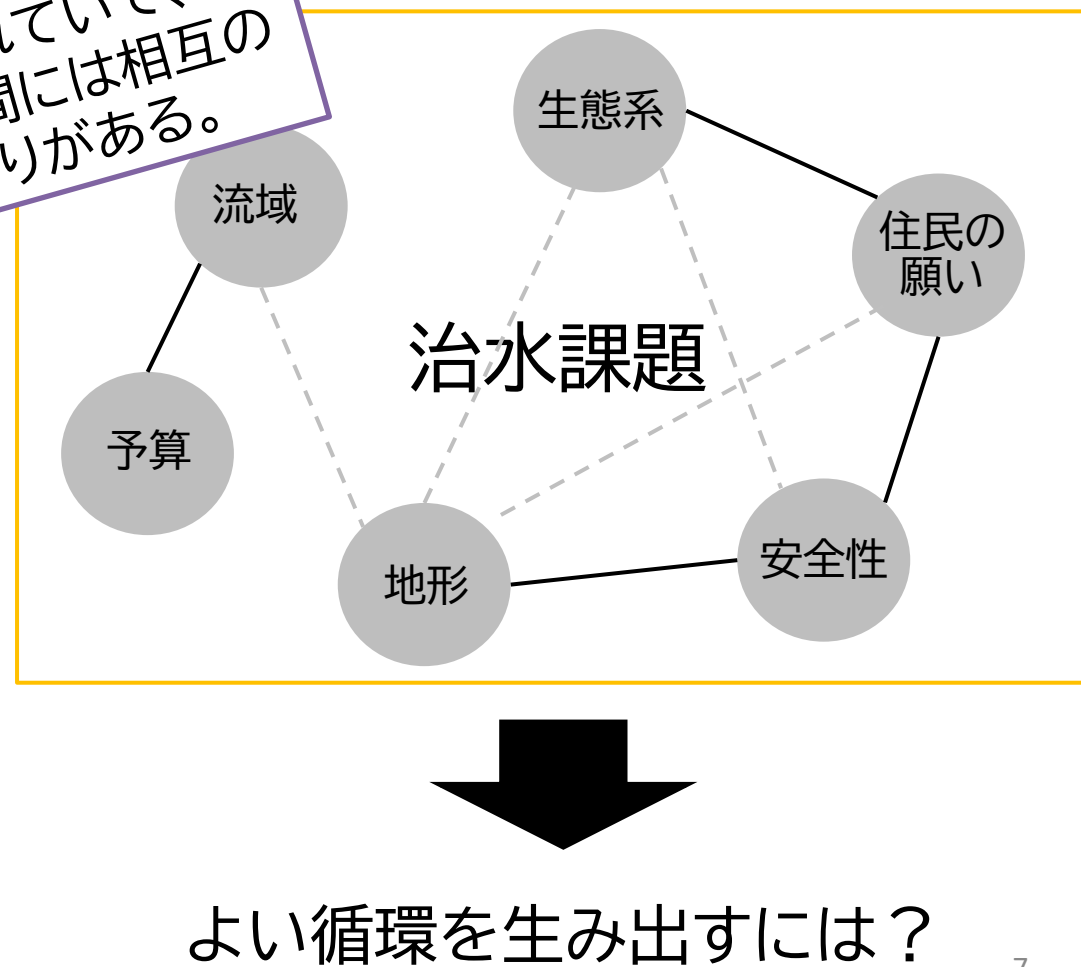 れていて、
間には相互の
りがある。
生態系
流域
住民の
願い
治水課題
予算
安全性
地形
よい循環を生み出すには？
7